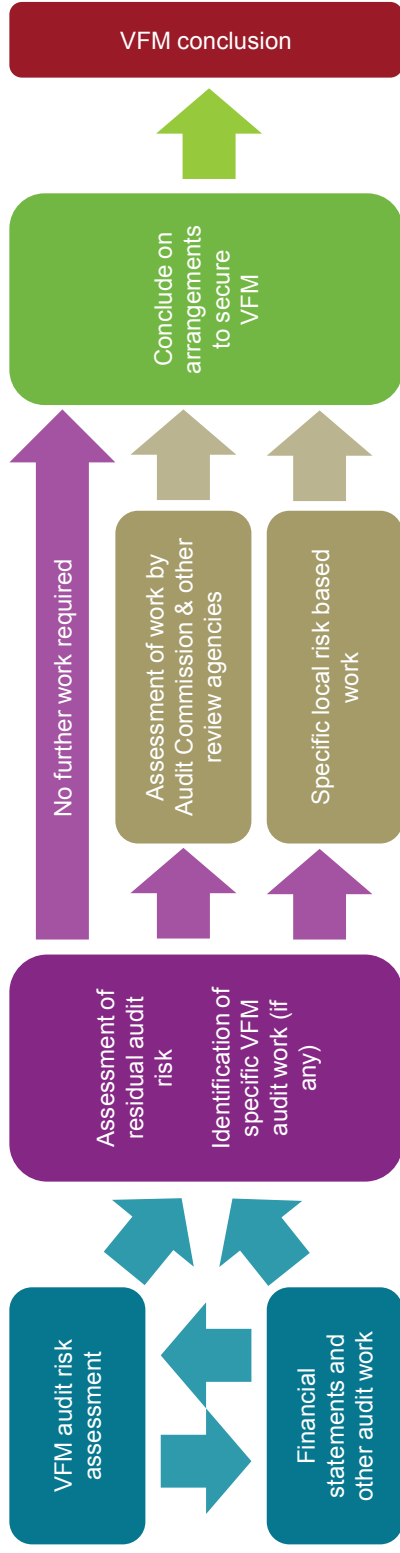 VFM audit risk
assessment
Financial
statements and
other audit work
Assessment of
residual audit
risk
Identification of
specific VFM
audit work (if
any)
No further work required
Assessment of work by
Audit Commission & other
review agencies
Specific local risk based
work
Conclude on
arrangements
to secure
VFM
VFM conclusion